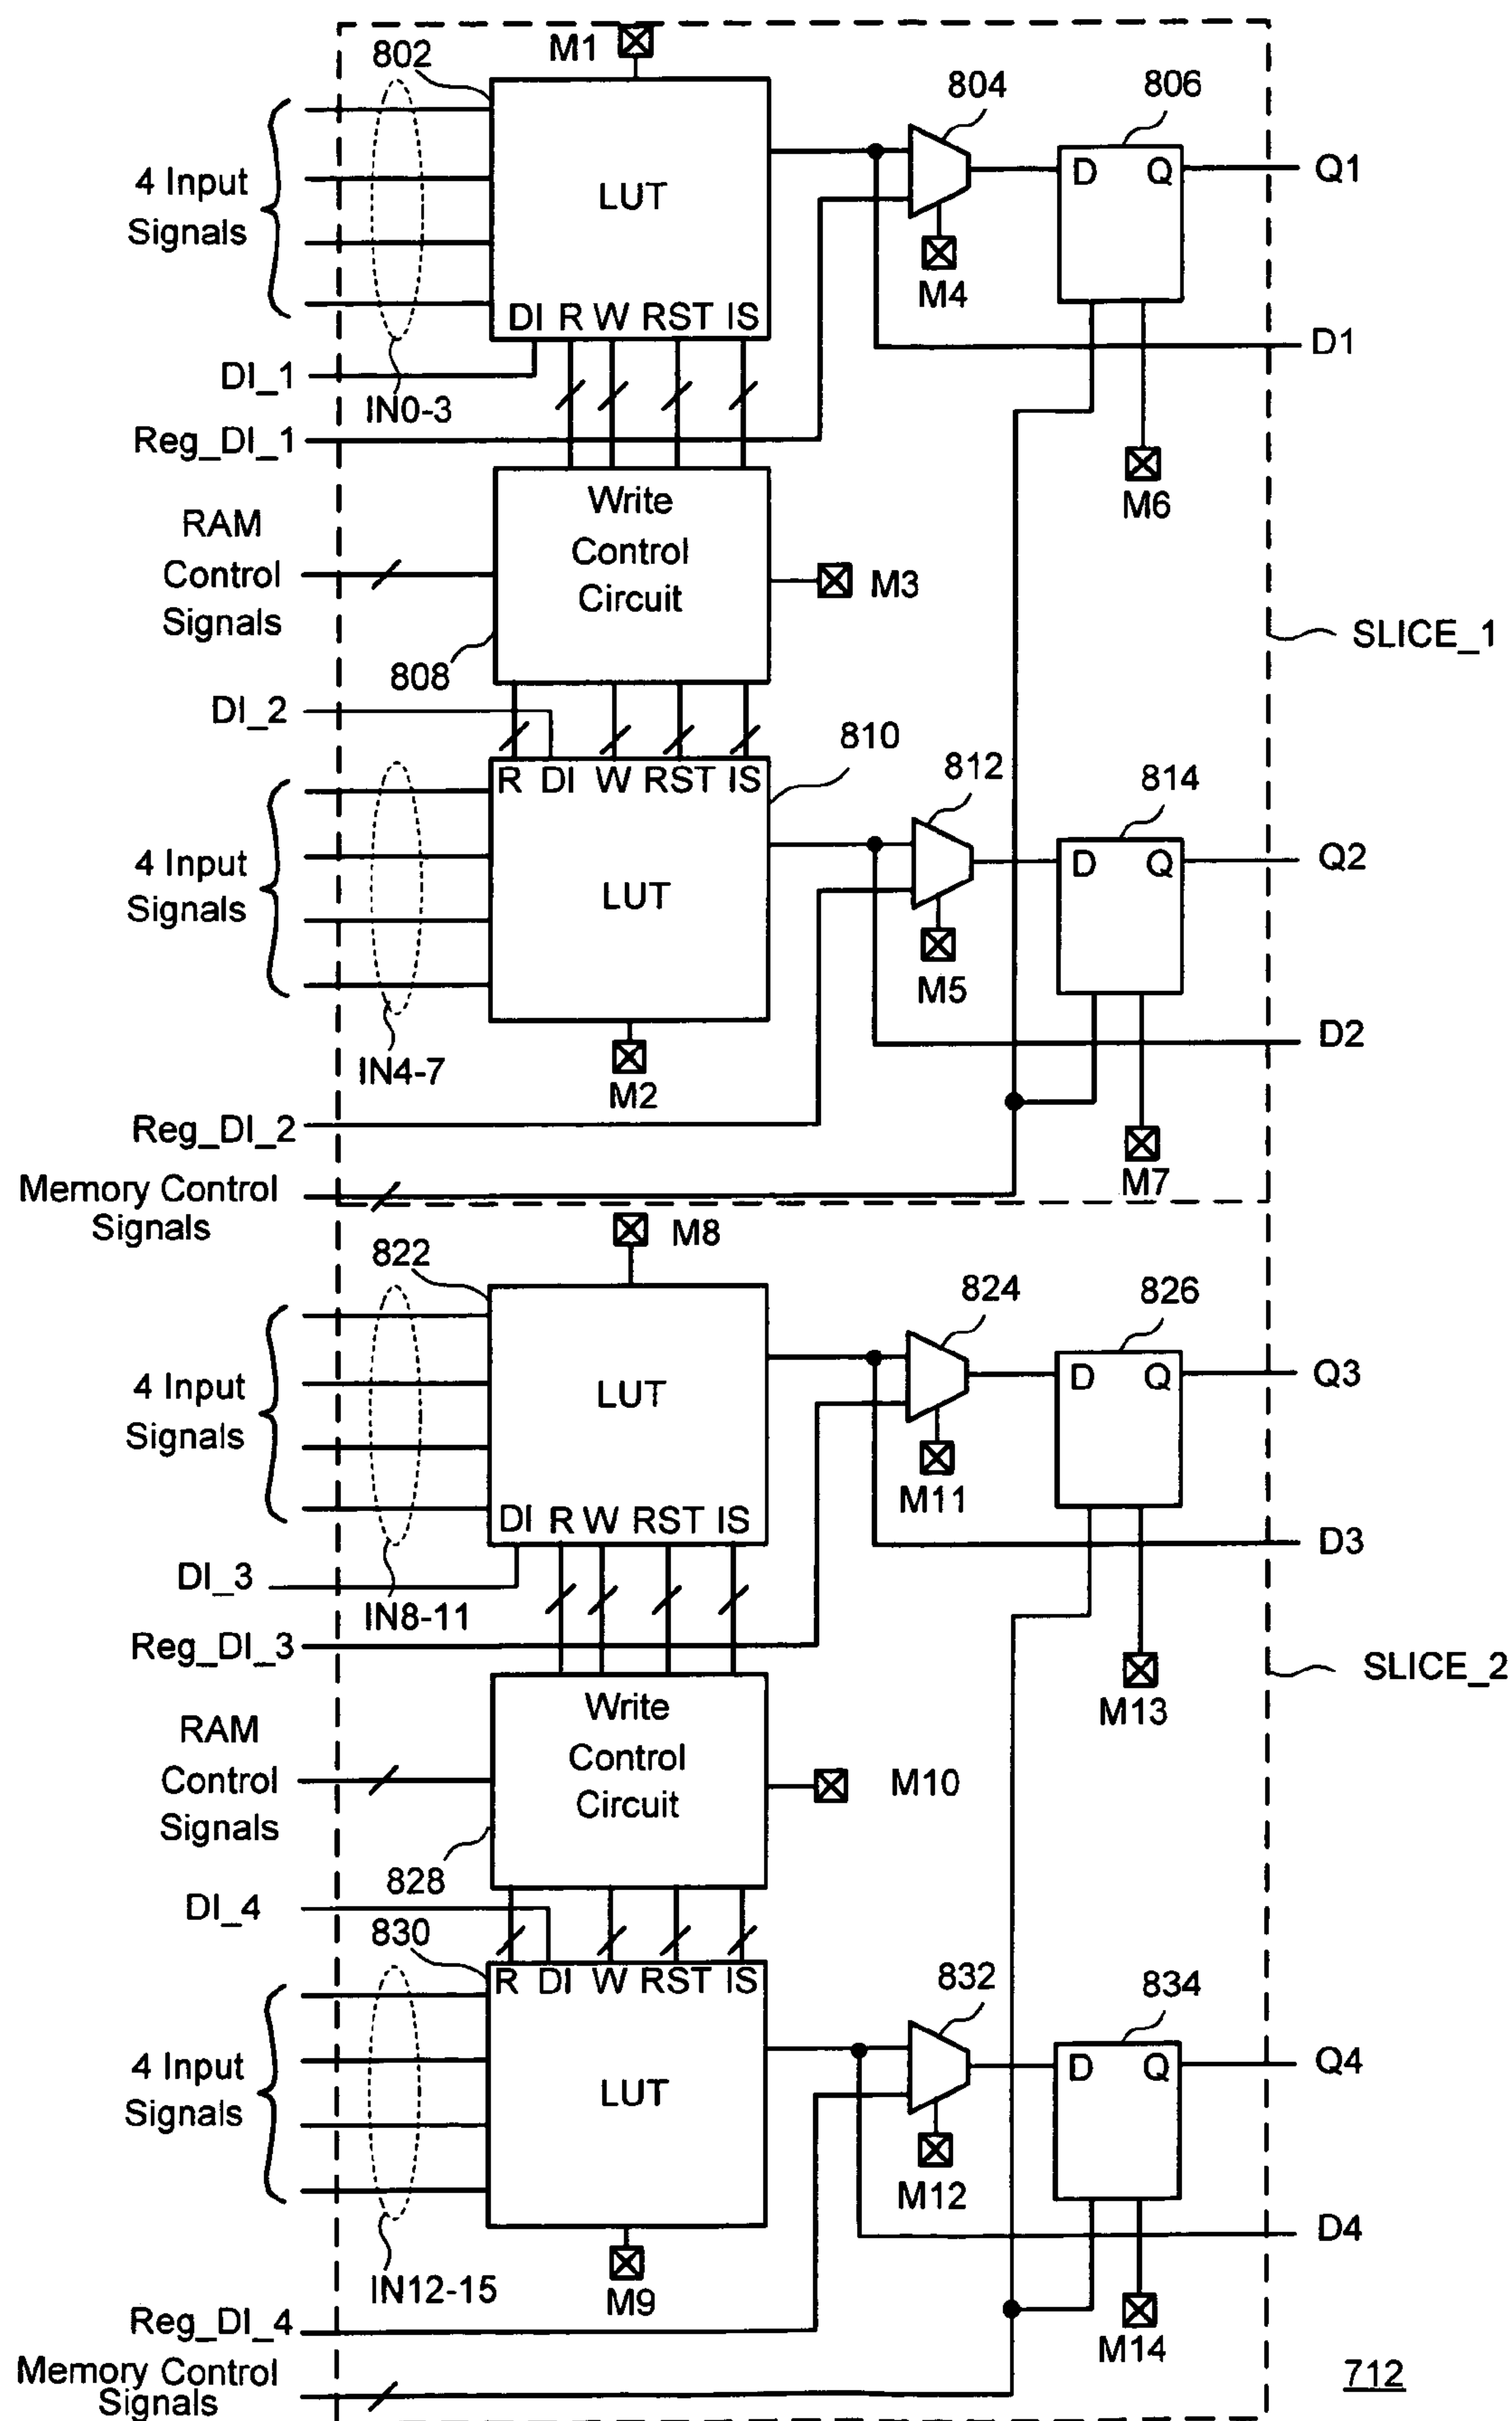 M1
802
804
806
4 Input
Signals
LUT
D Q
Q1
M4
DI R W RST IS
D1
DI_1
IN0-3
Reg_DI_1
M6
Write
Control
Circuit
RAM
Control
Signals
M3
SLICE_1
808
DI_2
810
812
814
R DI W RST IS
4 Input
Signals
LUT
D Q
Q2
M5
D2
IN4-7
M2
Reg_DI_2
M7
Memory Control
Signals
M8
822
824
826
4 Input
Signals
LUT
D Q
Q3
M11
DI R W RST IS
D3
DI_3
IN8-11
Reg_DI_3
SLICE_2
M13
Write
Control
Circuit
RAM
Control
Signals
M10
828
DI_4
830
832
834
R DI W RST IS
4 Input
Signals
LUT
D Q
Q4
M12
D4
IN12-15
M9
Reg_DI_4
M14
Memory Control
Signals
712